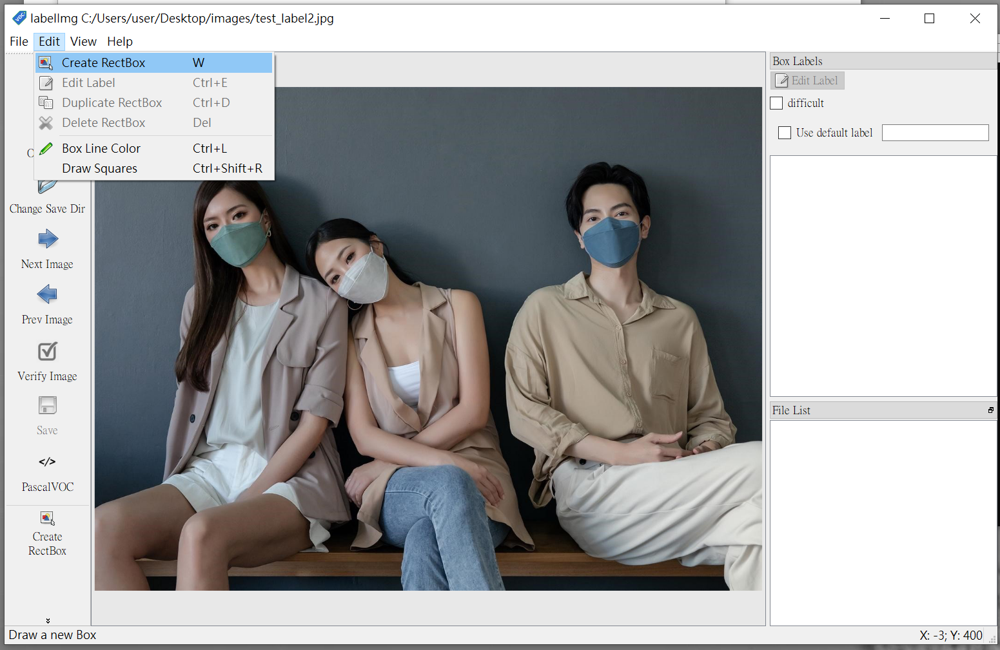 labelImg C:/Users/user/Desktop/images/test_label2.jpg
File Edit View Help
Create RectBox W
Edit Label Ctrl+E
Duplicate RectBox Ctrl+D
Delete RectBox Del
Box Line Color Ctrl+L
Draw Squares Ctrl+Shift+R
Change Save Dir
Next Image
Prev Image
Verify Image
Save
</>
PascalVOC
Create
RectBox
Box Labels
Edit Label
difficult
Use default label
File List
Draw a new Box
X: -3; Y: 400